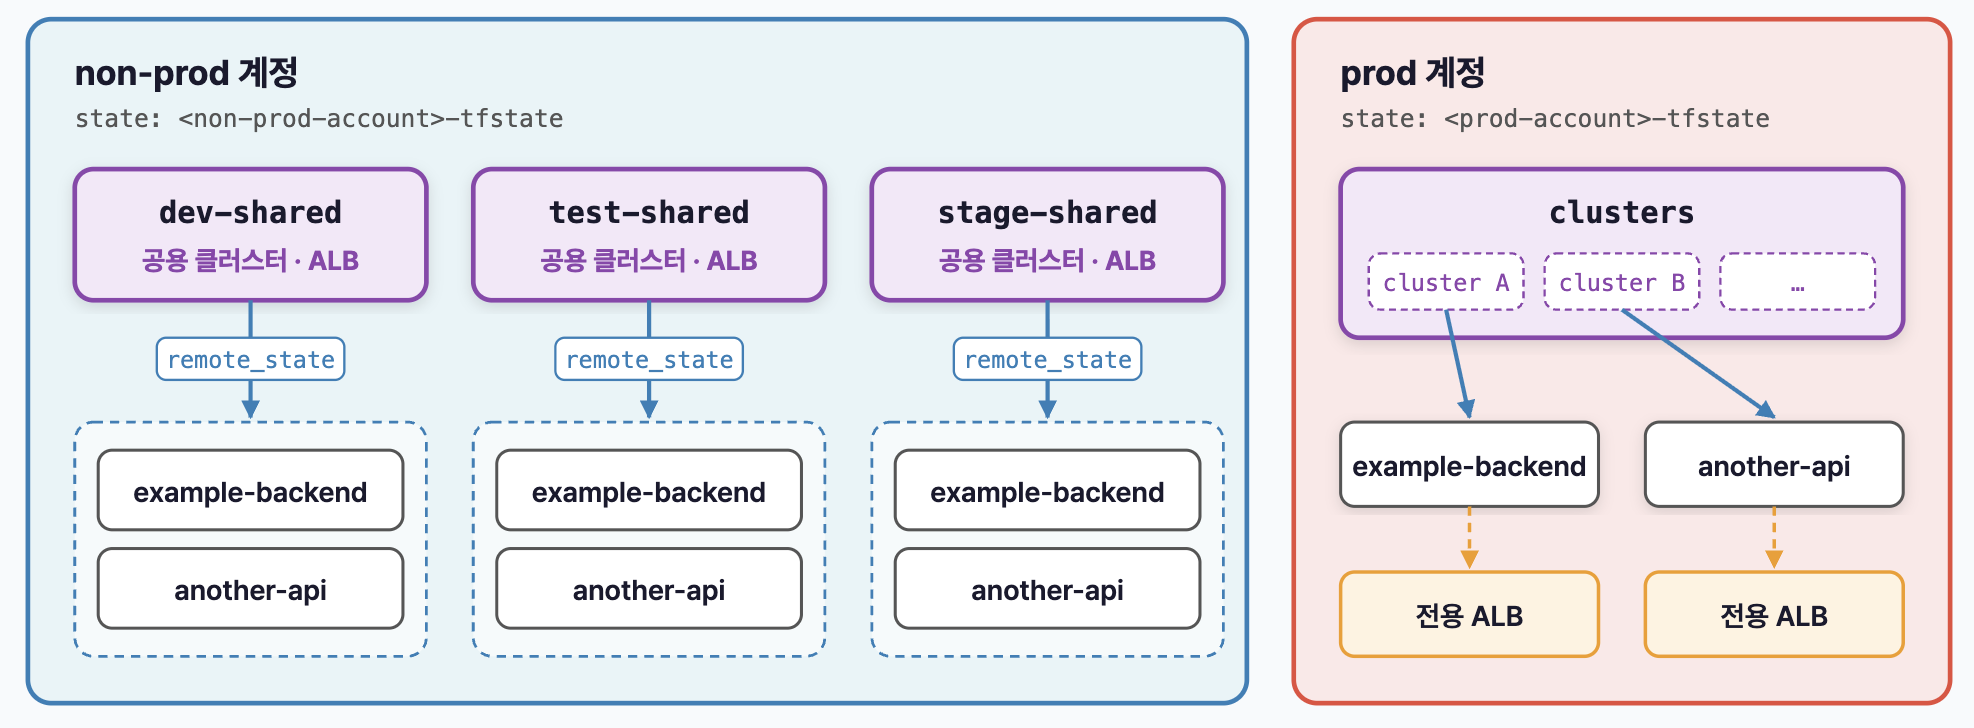 non-prod 계정
state: <non-prod-account>-tfstate
dev-shared
공용 클러스터 · ALB
remote_state
example-backend
another-api
test-shared
공용 클러스터 · ALB
remote_state
example-backend
another-api
stage-shared
공용 클러스터 · ALB
remote_state
example-backend
another-api
prod 계정
state: <prod-account>-tfstate
clusters
cluster A
cluster B
…
example-backend
another-api
전용 ALB
전용 ALB